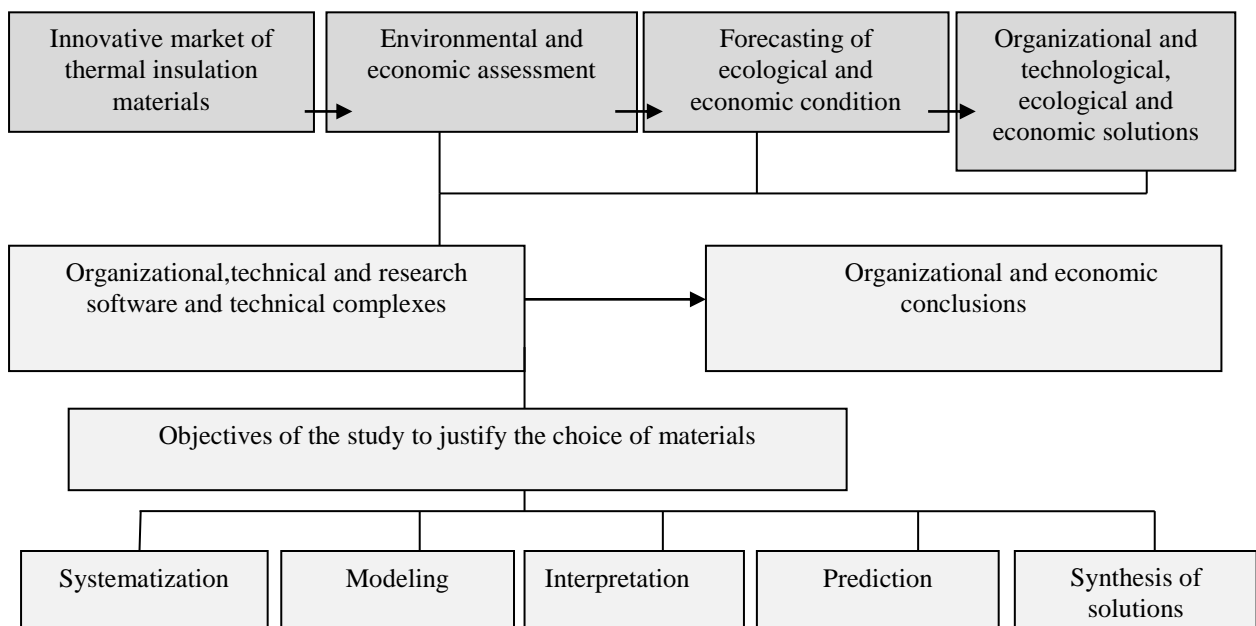 Innovative market of
thermal insulation
materials
Environmental and
economic assessment
Forecasting of
ecological and
economic condition
Organizational and
technological,
ecological and
economic solutions
Organizational,technical and research
software and technical complexes
Organizational and economic
conclusions
Objectives of the study to justify the choice of materials
Systematization
Modeling
Interpretation
Prediction
Synthesis of
solutions